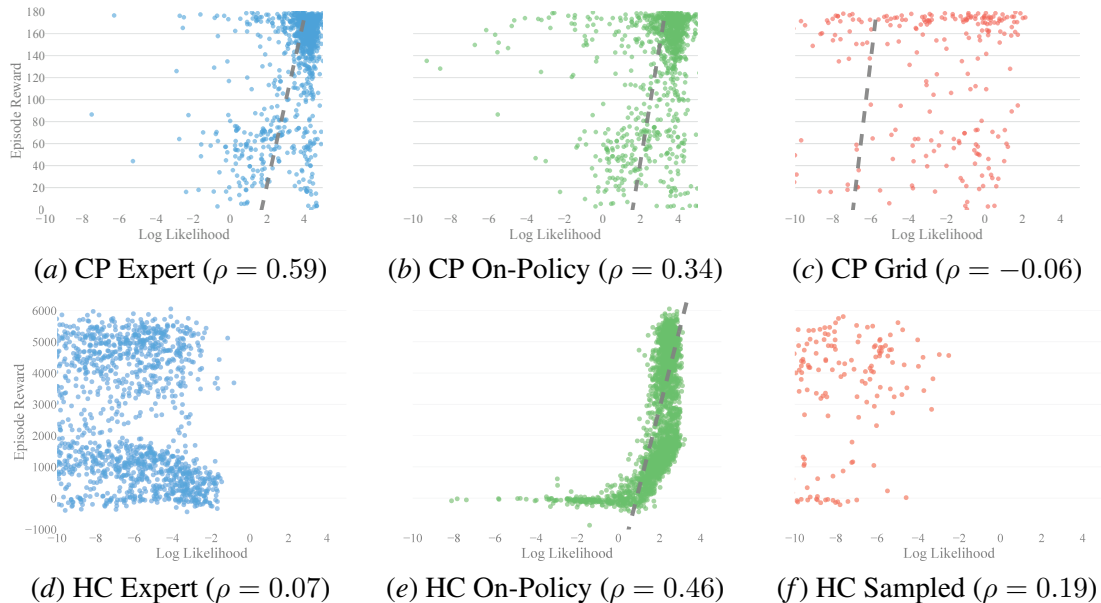 180
160
140
120
100
80
60
40
20
0
Episode Reward
−10 −8 −6 −4 −2 0 2 4
Log Likelihood
−10 −8 −6 −4 −2 0 2 4
Log Likelihood
−10 −8 −6 −4 −2 0 2 4
Log Likelihood
(a) CP Expert (ρ = 0.59)
(b) CP On-Policy (ρ = 0.34)
(c) CP Grid (ρ = −0.06)
6000
5000
4000
3000
2000
1000
0
−1000
Episode Reward
−10 −8 −6 −4 −2 0 2 4
Log Likelihood
−10 −8 −6 −4 −2 0 2 4
Log Likelihood
−10 −8 −6 −4 −2 0 2 4
Log Likelihood
(d) HC Expert (ρ = 0.07)
(e) HC On-Policy (ρ = 0.46)
(f) HC Sampled (ρ = 0.19)